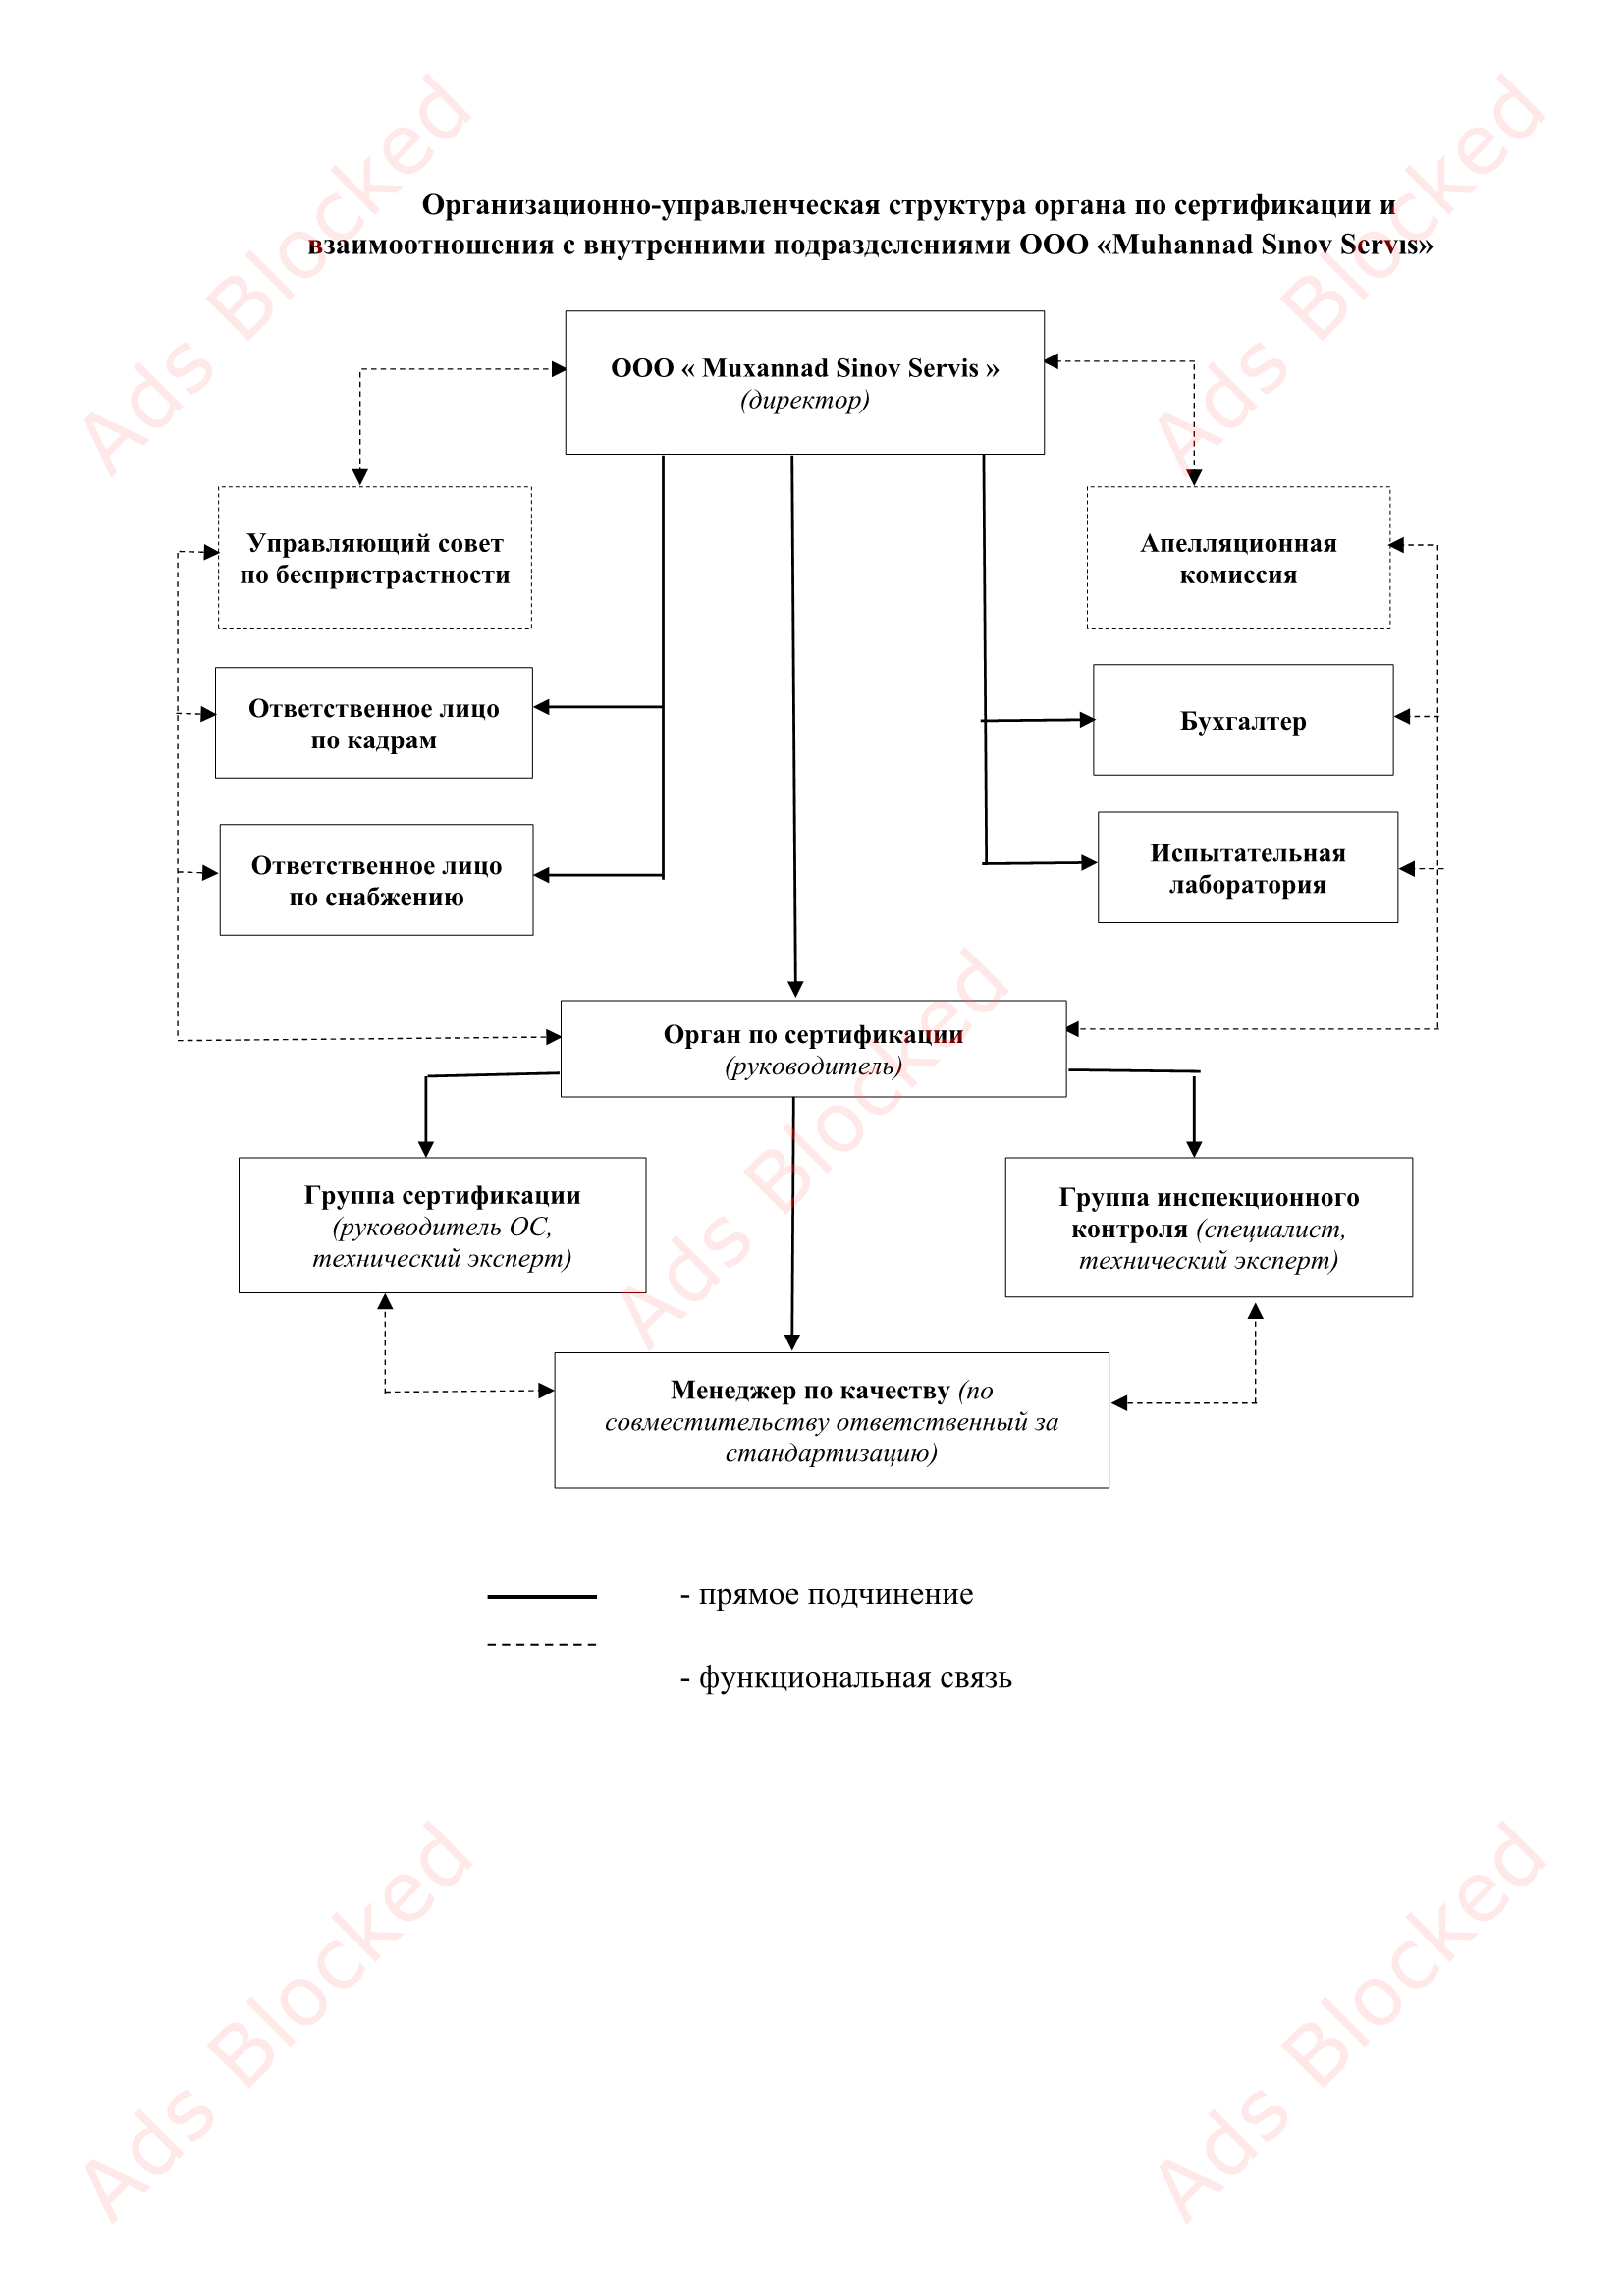 Организационно-управленческая структура органа по сертификации и
взаимоотношения с внутренними подразделениями ООО «Muhannad Sınov Servıs»
ООО « Muxannad Sinov Servis »
(директор)
Управляющий совет
по беспристрастности
Апелляционная
комиссия
Ответственное лицо
по кадрам
Бухгалтер
Ответственное лицо
по снабжению
Испытательная
лаборатория
Орган по сертификации
(руководитель)
Группа сертификации
(руководитель ОС,
технический эксперт)
Группа инспекционного
контроля (специалист,
технический эксперт)
Менеджер по качеству (по
совместительству ответственный за
стандартизацию)
- прямое подчинение
- функциональная связь
Ads Blocked
Ads Blocked
Ads Blocked
Ads Blocked
Ads Blocked